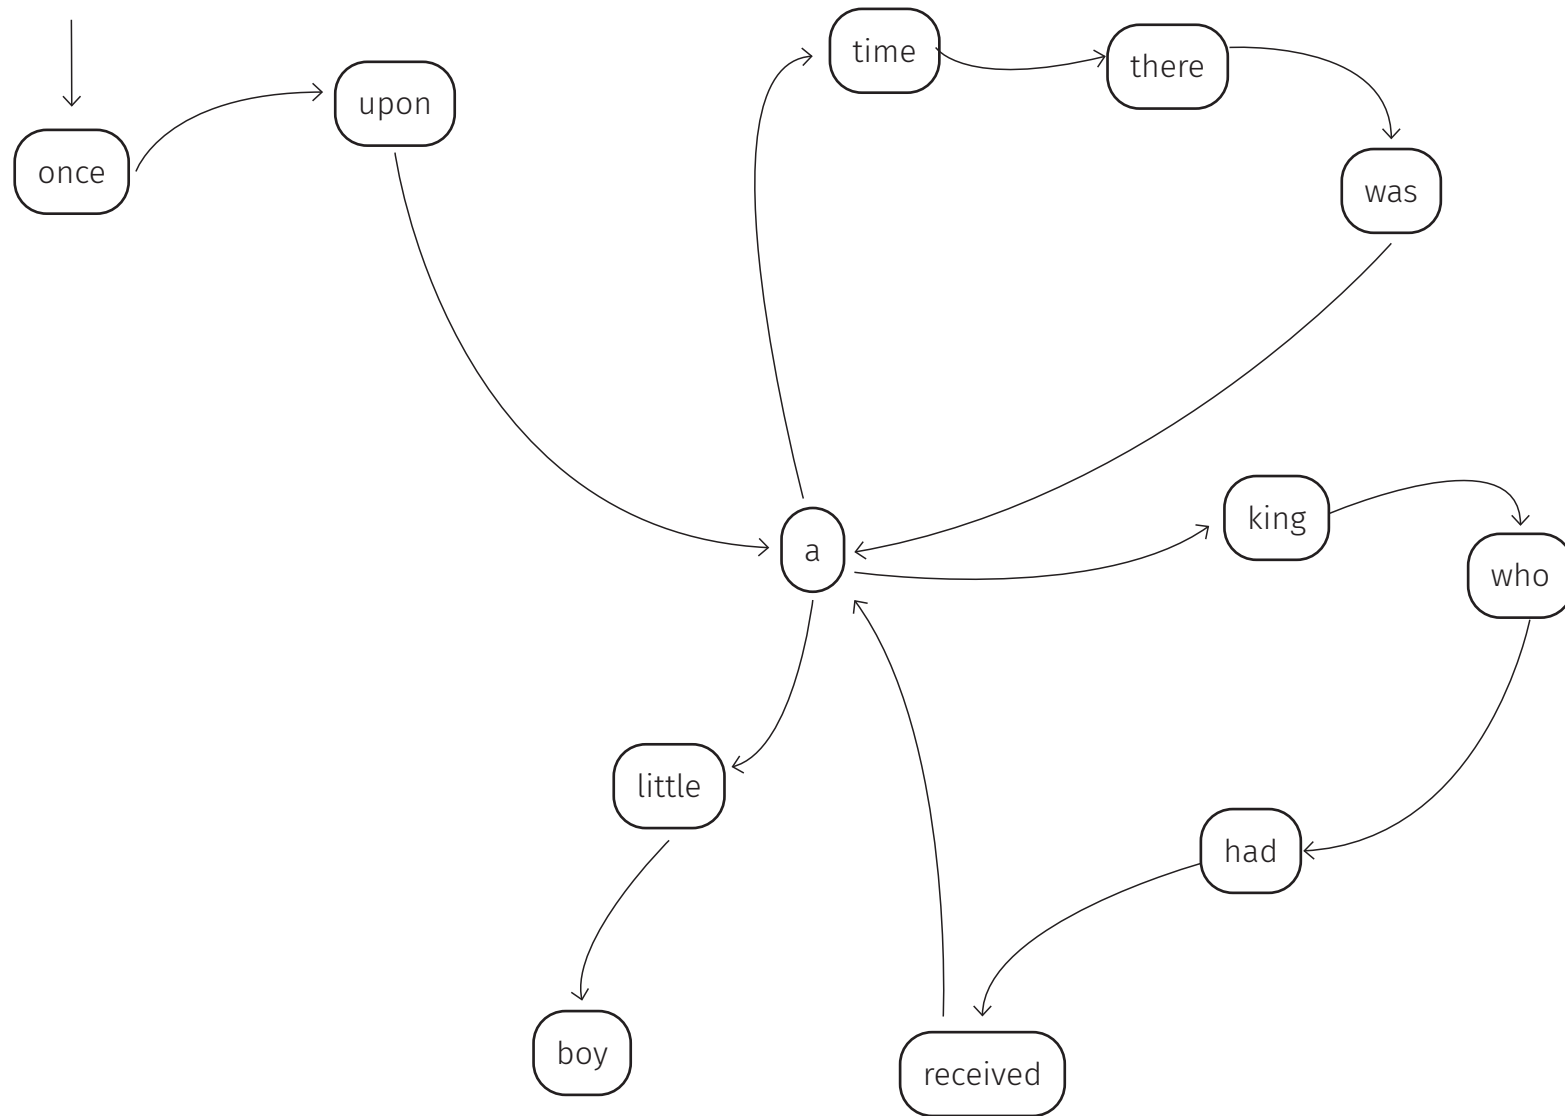 once
upon
a
time
there
was
king
who
had
received
little
boy